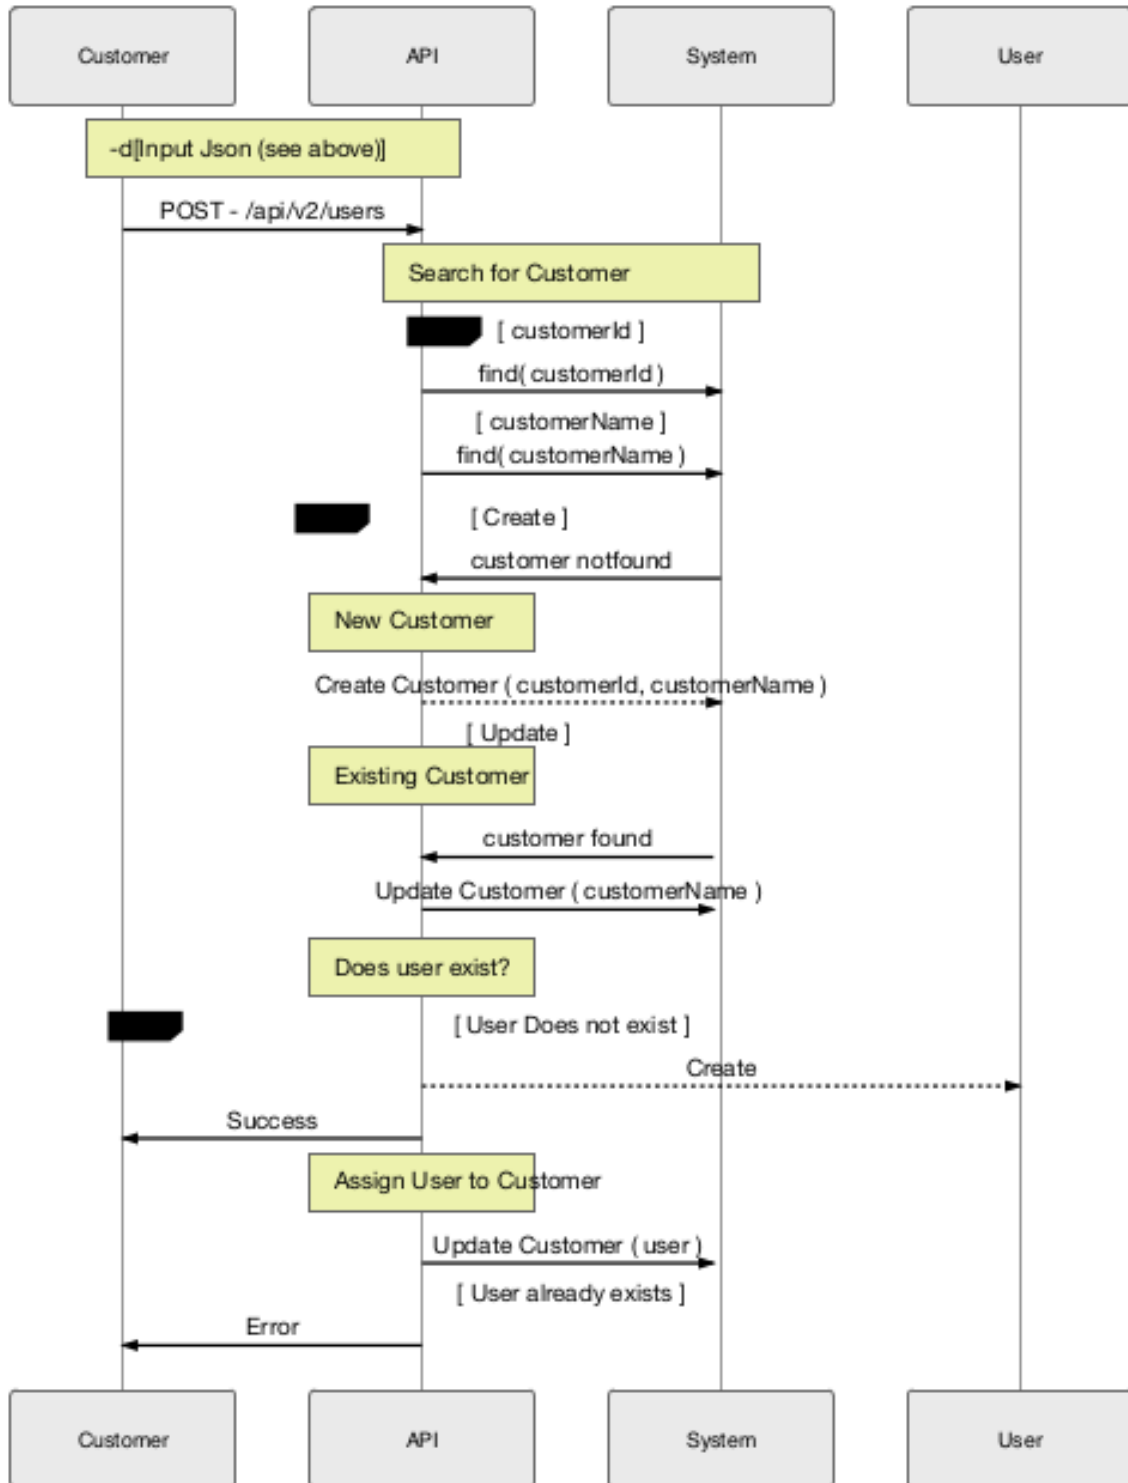 Customer
API
System
User
-d[Input Json (see above)]
POST - /api/v2/users
Search for Customer
[ customerId ]
find( customerId )
[ customerName ]
find( customerName )
[ Create ]
customer notfound
New Customer
Create Customer ( customerId, customerName )
[ Update ]
Existing Customer
customer found
Update Customer ( customerName )
Does user exist?
[ User Does not exist ]
Create
Success
Assign User to Customer
Update Customer ( user )
[ User already exists ]
Error
Customer
API
System
User